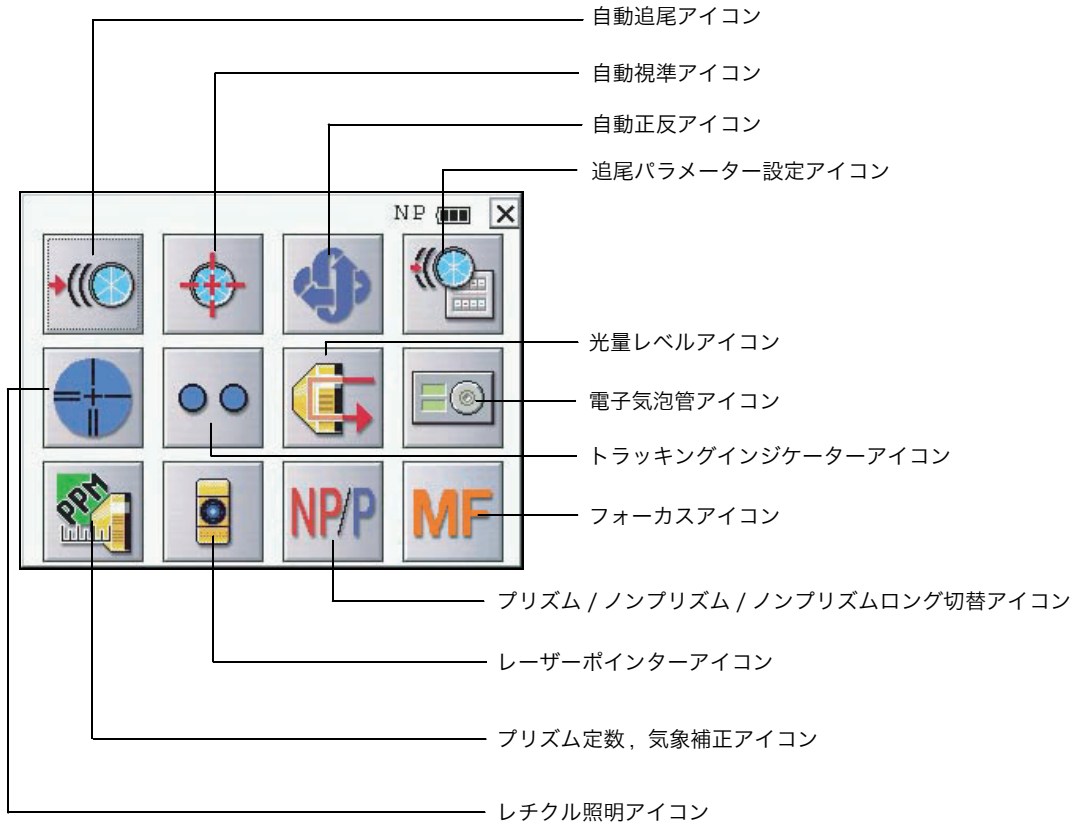 自動追尾アイコン
自動視準アイコン
自動正反アイコン
追尾パラメーター設定アイコン
NP
光量レベルアイコン
電子気泡管アイコン
トラッキングインジケーターアイコン
PPM
NP/P
MF
フォーカスアイコン
プリズム / ノンプリズム / ノンプリズムロング切替アイコン
レーザーポインターアイコン
プリズム定数，気象補正アイコン
レチクル照明アイコン